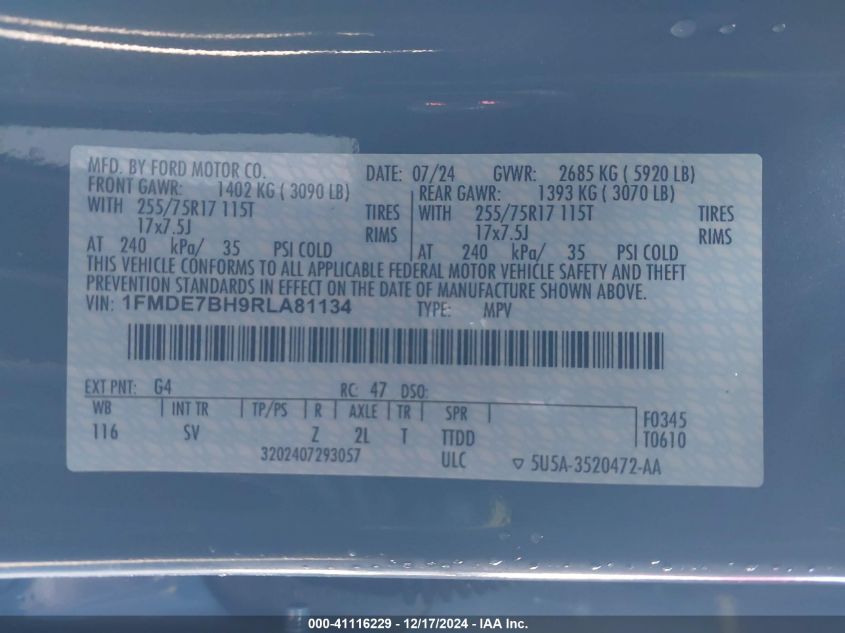 MFD. BY FORD MOTOR CO. DATE: 07/24 GVWR: 2685 KG ( 5920 LB)
FRONT GAWR: 1402 KG ( 3090 LB) REAR GAWR: 1393 KG ( 3070 LB)
WITH 255/75R17 115T TIRES WITH 255/75R17 115T TIRES
17x7.5J RIMS 17x7.5J RIMS
AT 240 kPa/ 35 PSI COLD AT 240 kPa/ 35 PSI COLD
THIS VEHICLE CONFORMS TO ALL APPLICABLE FEDERAL MOTOR VEHICLE SAFETY AND THEFT
PREVENTION STANDARDS IN EFFECT ON THE DATE OF MANUFACTURE SHOWN ABOVE.
VIN: 1FMDE7BH9RLA81134 TYPE: MPV
EXT PNT: G4 RC: 47 DSO:
WB INT TR TP/PS R AXLE TR SPR F0345
116 SV Z 2L T TTDD T0610
3202407293057 ULC ▽ 5U5A-3520472-AA
000-41116229 - 12/17/2024 - IAA Inc.